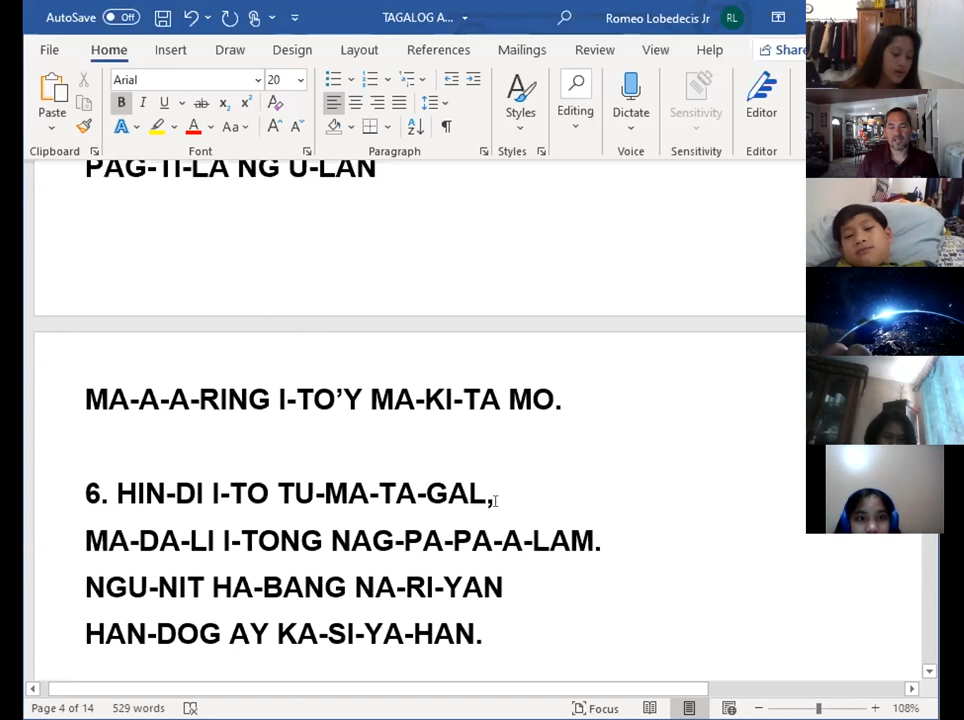 AutoSave Off TAGALOG A... Romeo Lobedecis Jr RL
File Home Insert Draw Design Layout References Mailings Review View Help Share
Arial 20
Paste B I U ab x₂ x² A Aa A A Styles Editing Dictate Sensitivity Editor
Clipboard Font Paragraph Styles Voice Sensitivity Editor
PAG-TI-LA NG U-LAN
MA-A-A-RING I-TO’Y MA-KI-TA MO.
6. HIN-DI I-TO TU-MA-TA-GAL,
MA-DA-LI I-TONG NAG-PA-PA-A-LAM.
NGU-NIT HA-BANG NA-RI-YAN
HAN-DOG AY KA-SI-YA-HAN.
Page 4 of 14 529 words Focus 108%